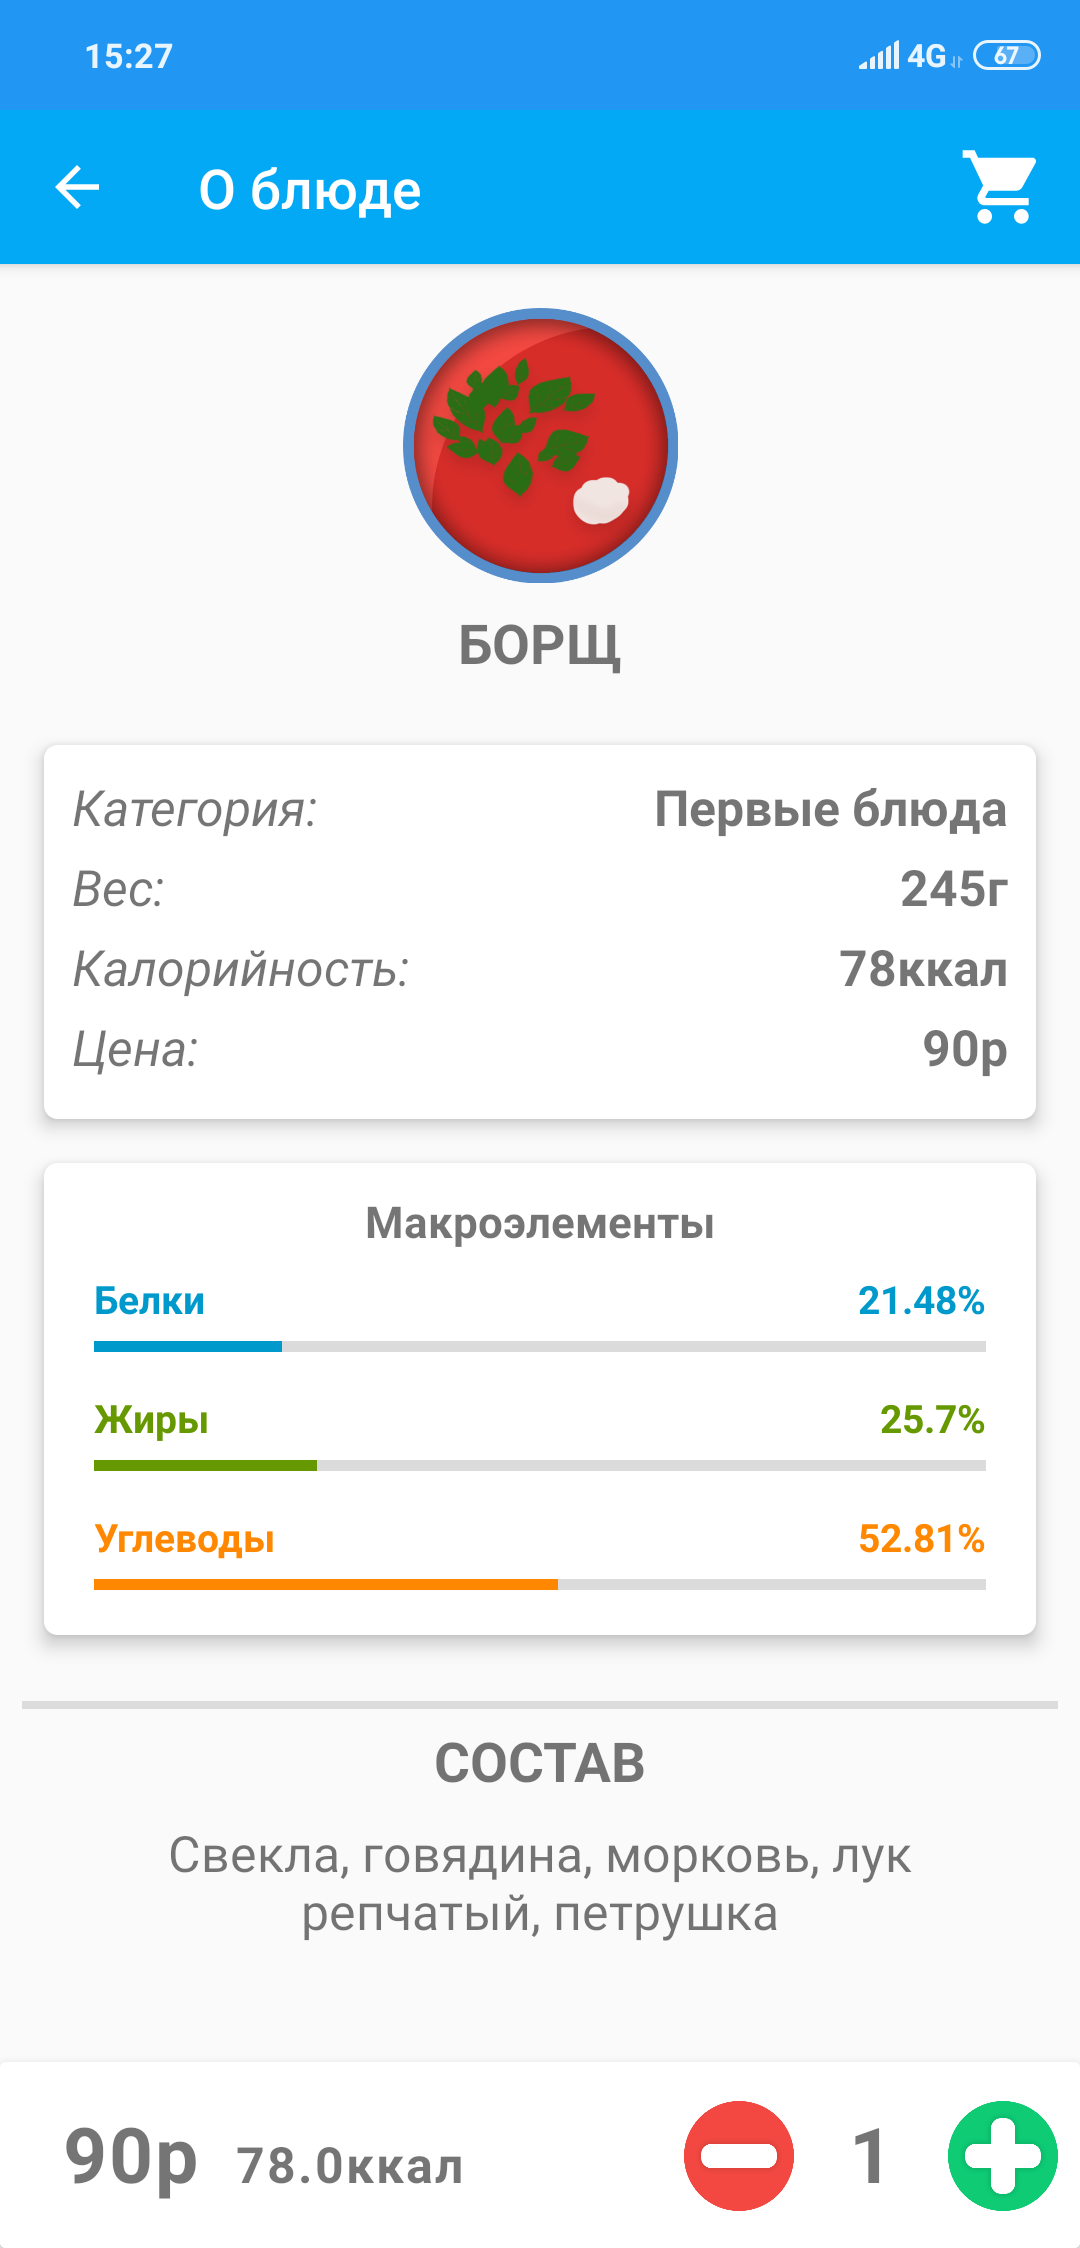 15:27
4G 67
О блюде
БОРЩ
Категория: Первые блюда
Вес: 245г
Калорийность: 78ккал
Цена: 90р
Макроэлементы
Белки 21.48%
Жиры 25.7%
Углеводы 52.81%
СОСТАВ
Свекла, говядина, морковь, лук
репчатый, петрушка
90р 78.0ккал 1